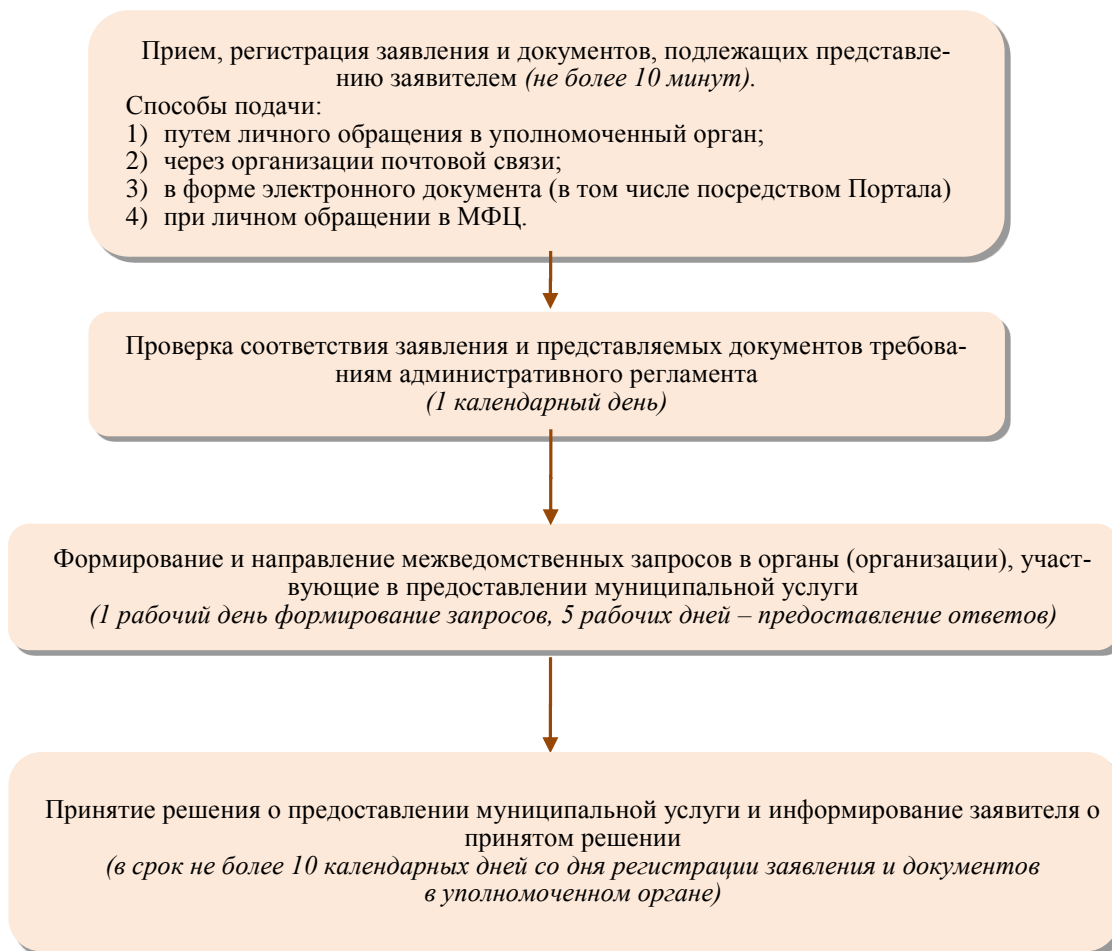 Прием, регистрация заявления и документов, подлежащих представле-
нию заявителем (не более 10 минут).
Способы подачи:
1) путем личного обращения в уполномоченный орган;
2) через организации почтовой связи;
3) в форме электронного документа (в том числе посредством Портала)
4) при личном обращении в МФЦ.
Проверка соответствия заявления и представляемых документов требова-
ниям административного регламента
(1 календарный день)
Формирование и направление межведомственных запросов в органы (организации), участ-
вующие в предоставлении муниципальной услуги
(1 рабочий день формирование запросов, 5 рабочих дней – предоставление ответов)
Принятие решения о предоставлении муниципальной услуги и информирование заявителя о
принятом решении
(в срок не более 10 календарных дней со дня регистрации заявления и документов
в уполномоченном органе)